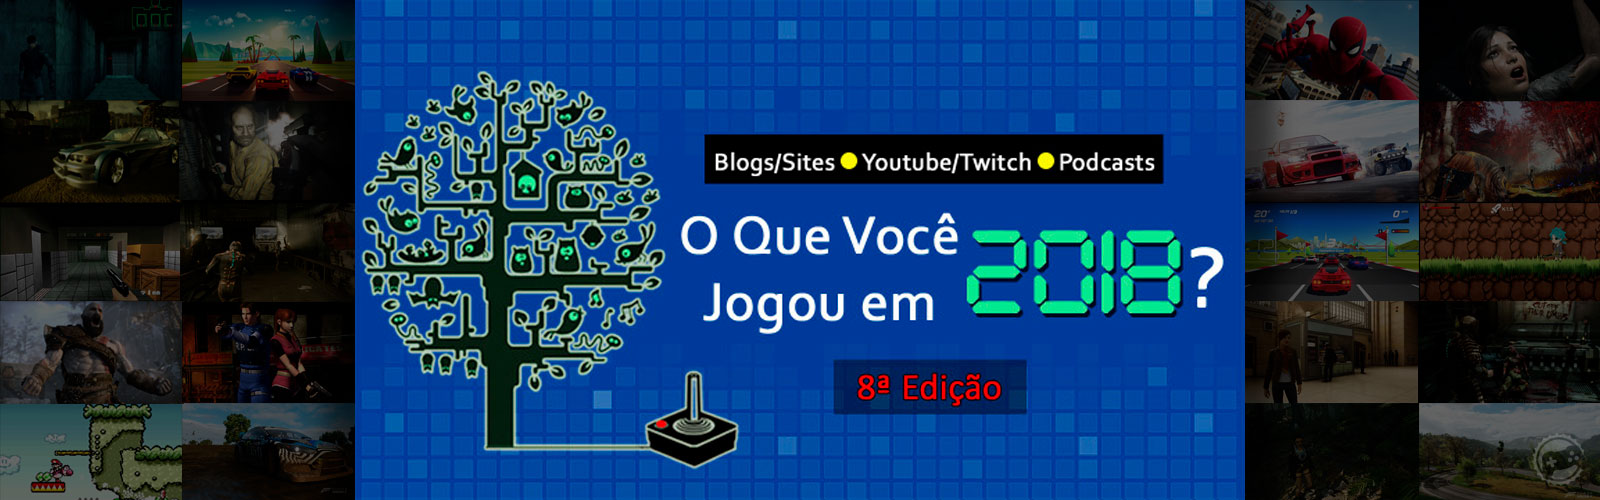 Blogs/Sites ● Youtube/Twitch ● Podcasts
O Que Você
Jogou em 2018?
8ª Edição